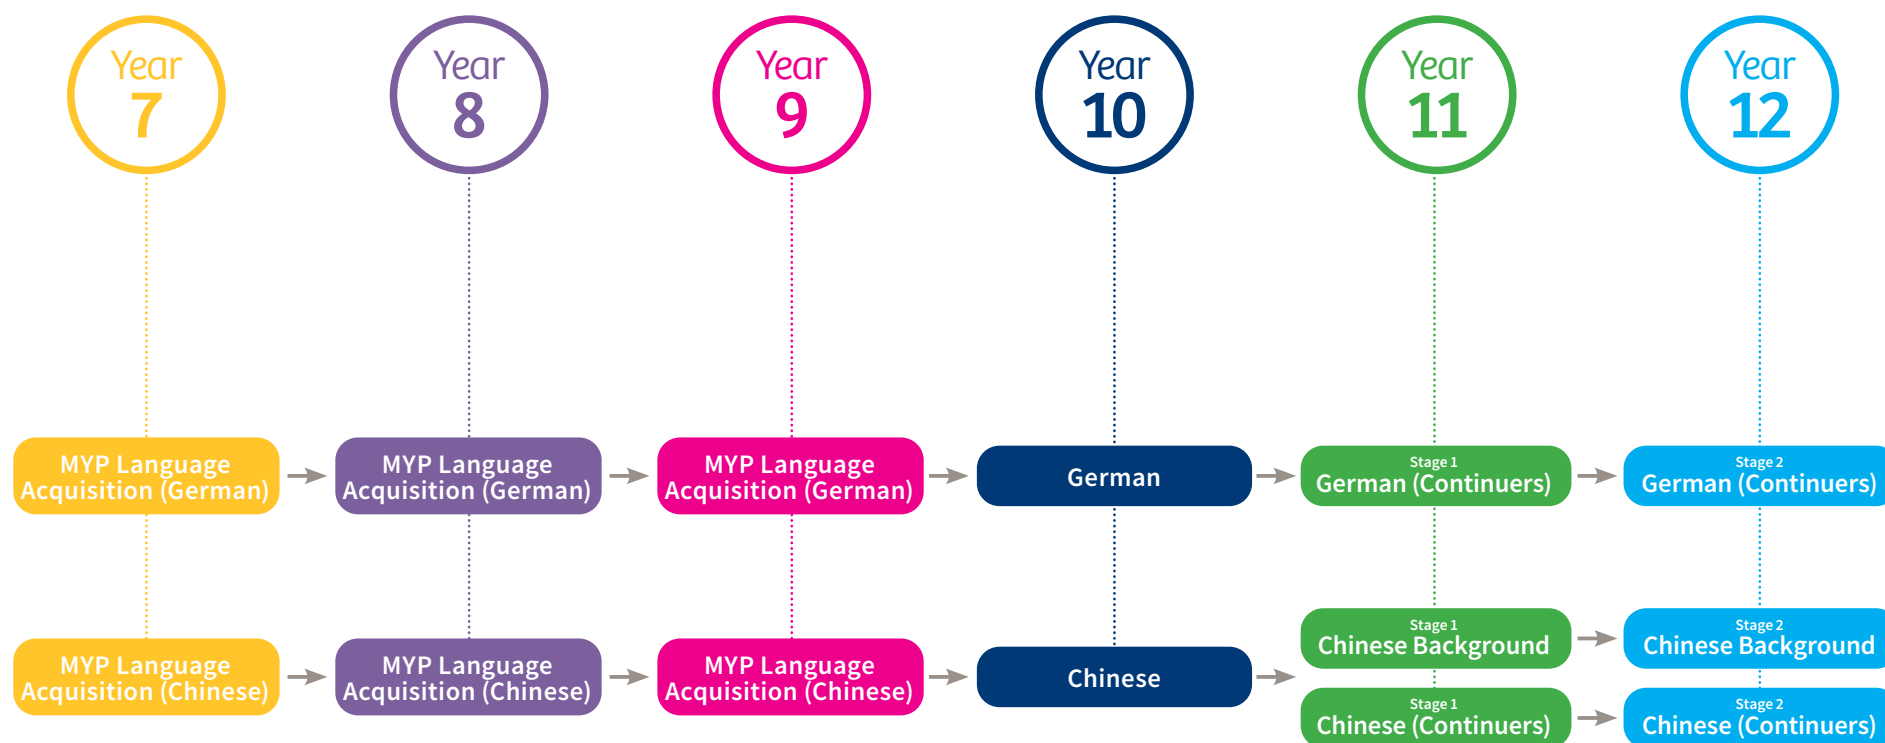 Year
7
Year
8
Year
9
Year
10
Year
11
Year
12
MYP Language
Acquisition (German)
MYP Language
Acquisition (German)
MYP Language
Acquisition (German)
German
Stage 1
German (Continuers)
Stage 2
German (Continuers)
MYP Language
Acquisition (Chinese)
MYP Language
Acquisition (Chinese)
MYP Language
Acquisition (Chinese)
Chinese
Stage 1
Chinese Background
Stage 2
Chinese Background
Stage 1
Chinese (Continuers)
Stage 2
Chinese (Continuers)